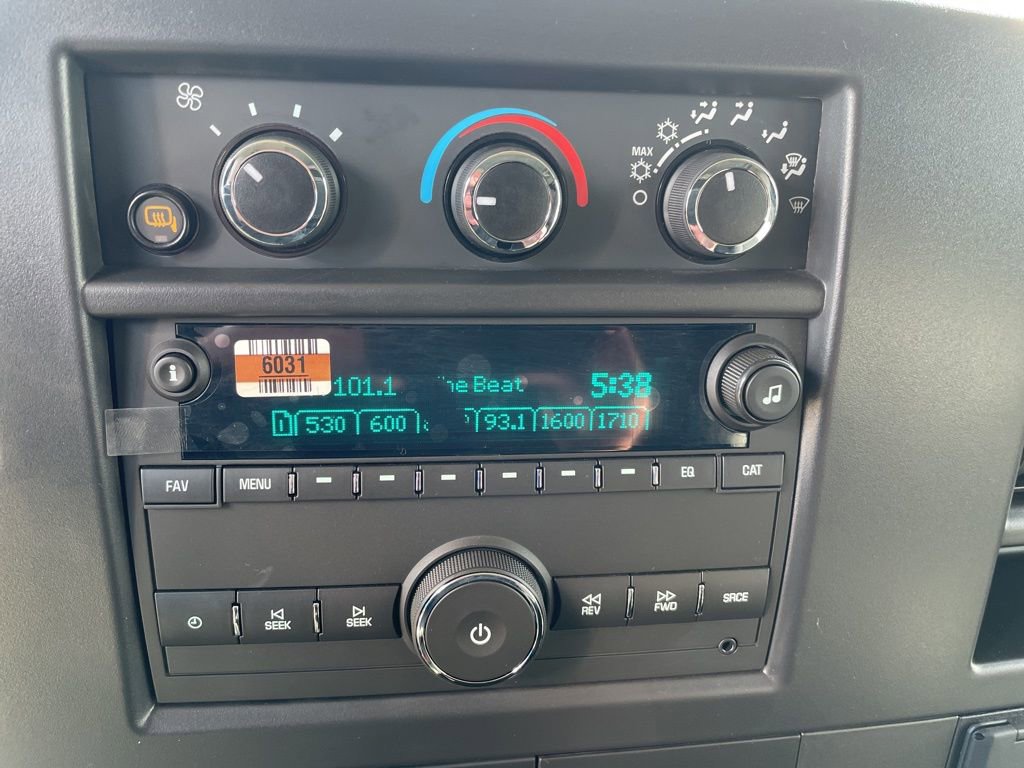 MAX
6031
101.1 he Beat 5:38
D 530 600 93.1 1600 1710
FAV MENU EQ CAT
SEEK SEEK REV FWD SRCE